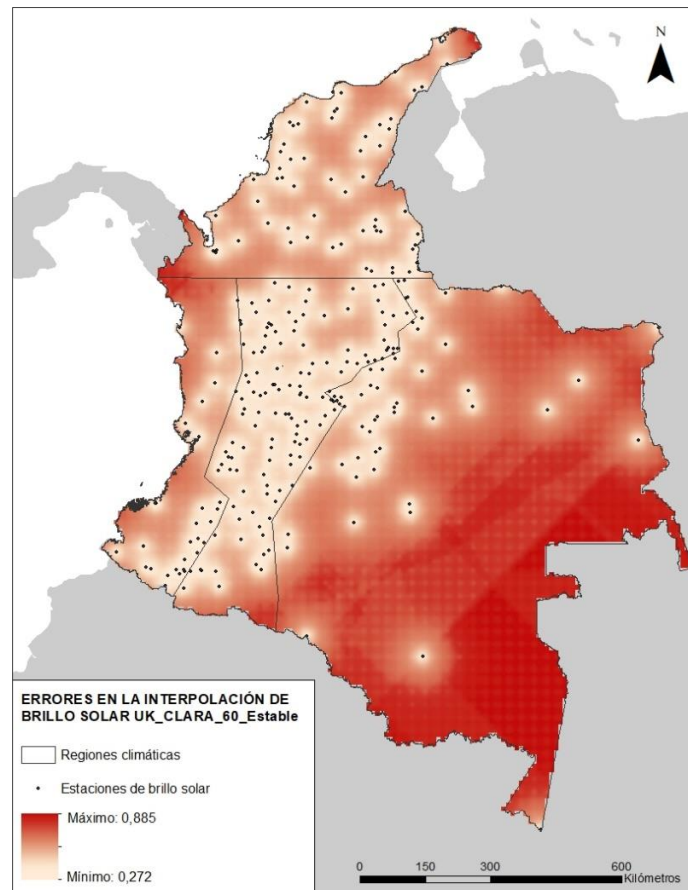 N
ERRORES EN LA INTERPOLACIÓN DE
BRILLO SOLAR UK_CLARA_60_Estable
Regiones climáticas
Estaciones de brillo solar
Máximo: 0,885
Mínimo: 0,272
0 150 300 600
Kilómetros